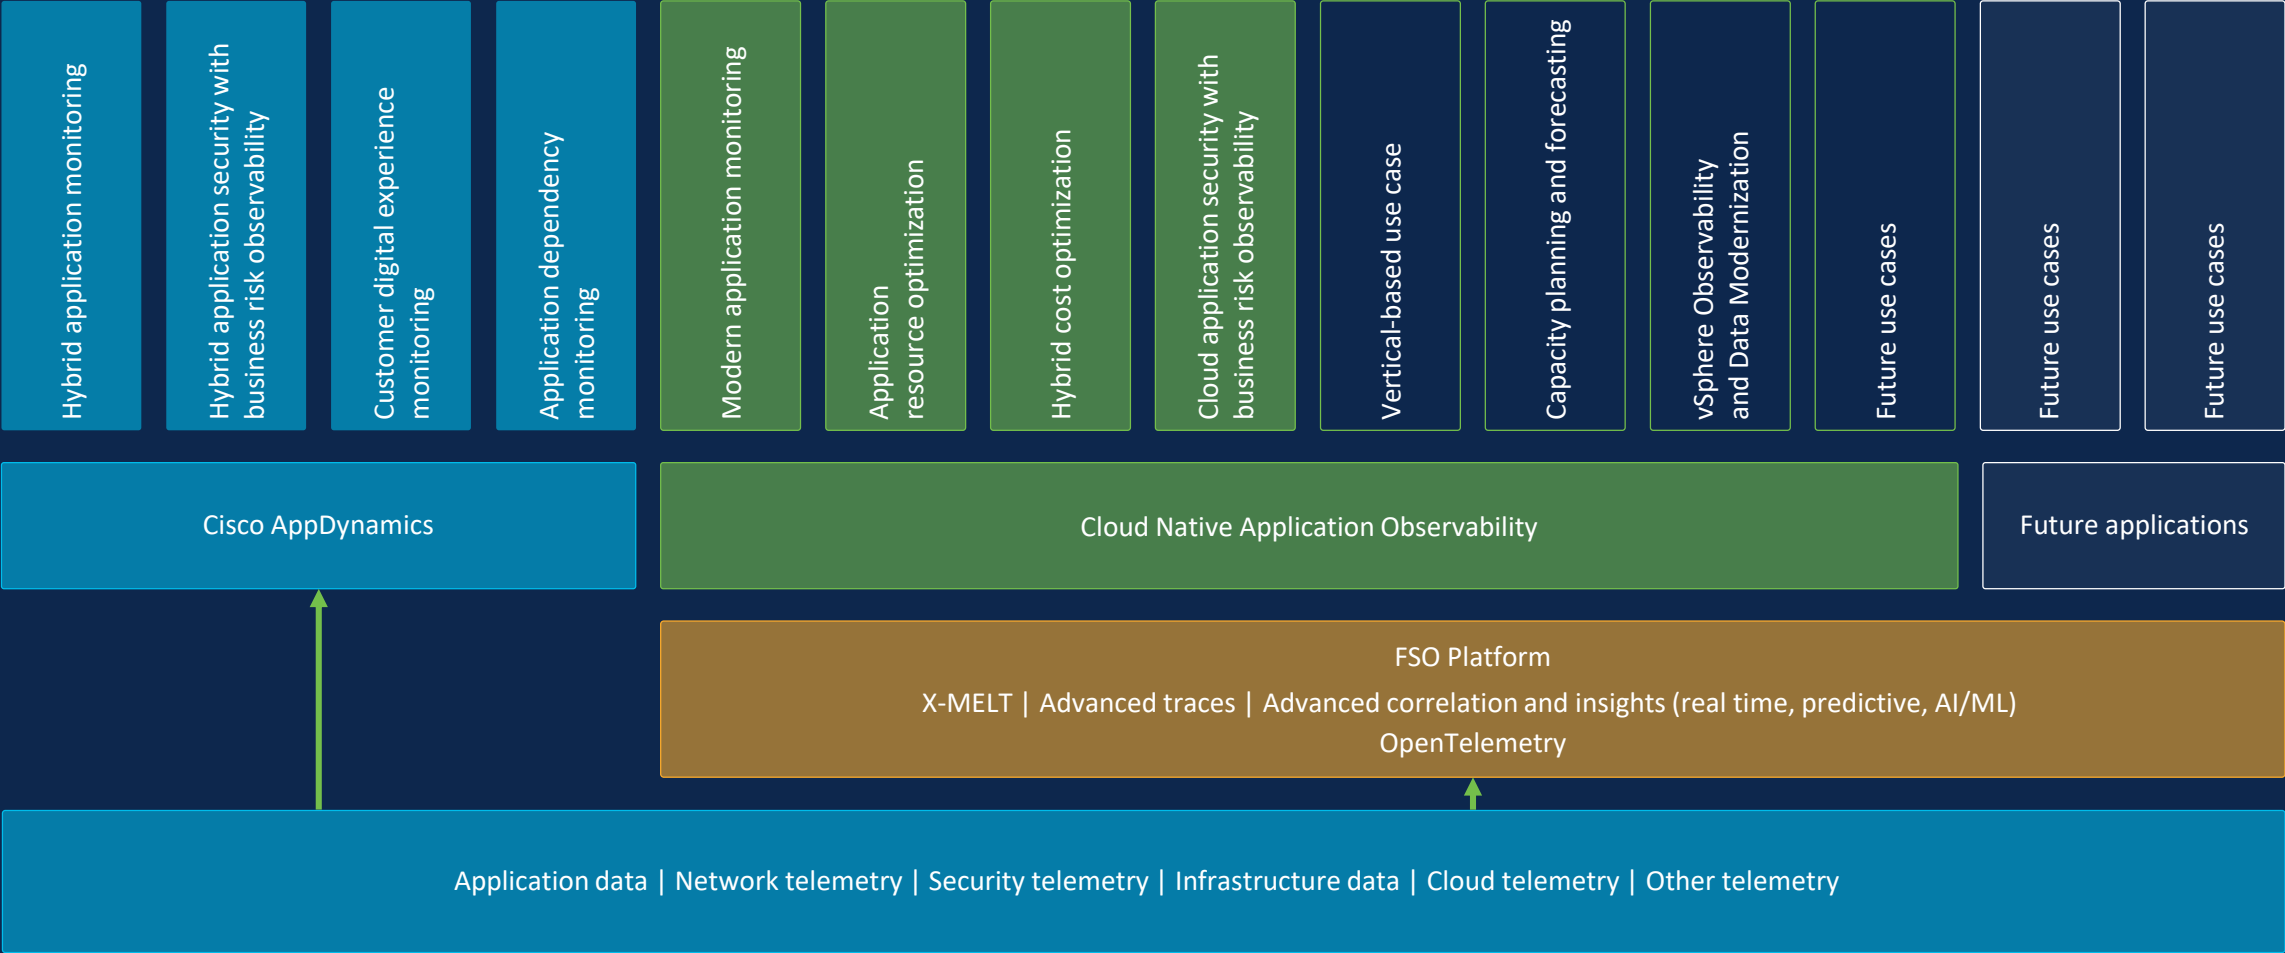 Hybrid application monitoring
Hybrid application security with
business risk observability
Customer digital experience
monitoring
Application dependency
monitoring
Modern application monitoring
Application
resource optimization
Hybrid cost optimization
Cloud application security with
business risk observability
Vertical-based use case
Capacity planning and forecasting
vSphere Observability
and Data Modernization
Future use cases
Future use cases
Future use cases
Cisco AppDynamics
Cloud Native Application Observability
Future applications
FSO Platform
X-MELT | Advanced traces | Advanced correlation and insights (real time, predictive, AI/ML)
OpenTelemetry
Application data | Network telemetry | Security telemetry | Infrastructure data | Cloud telemetry | Other telemetry